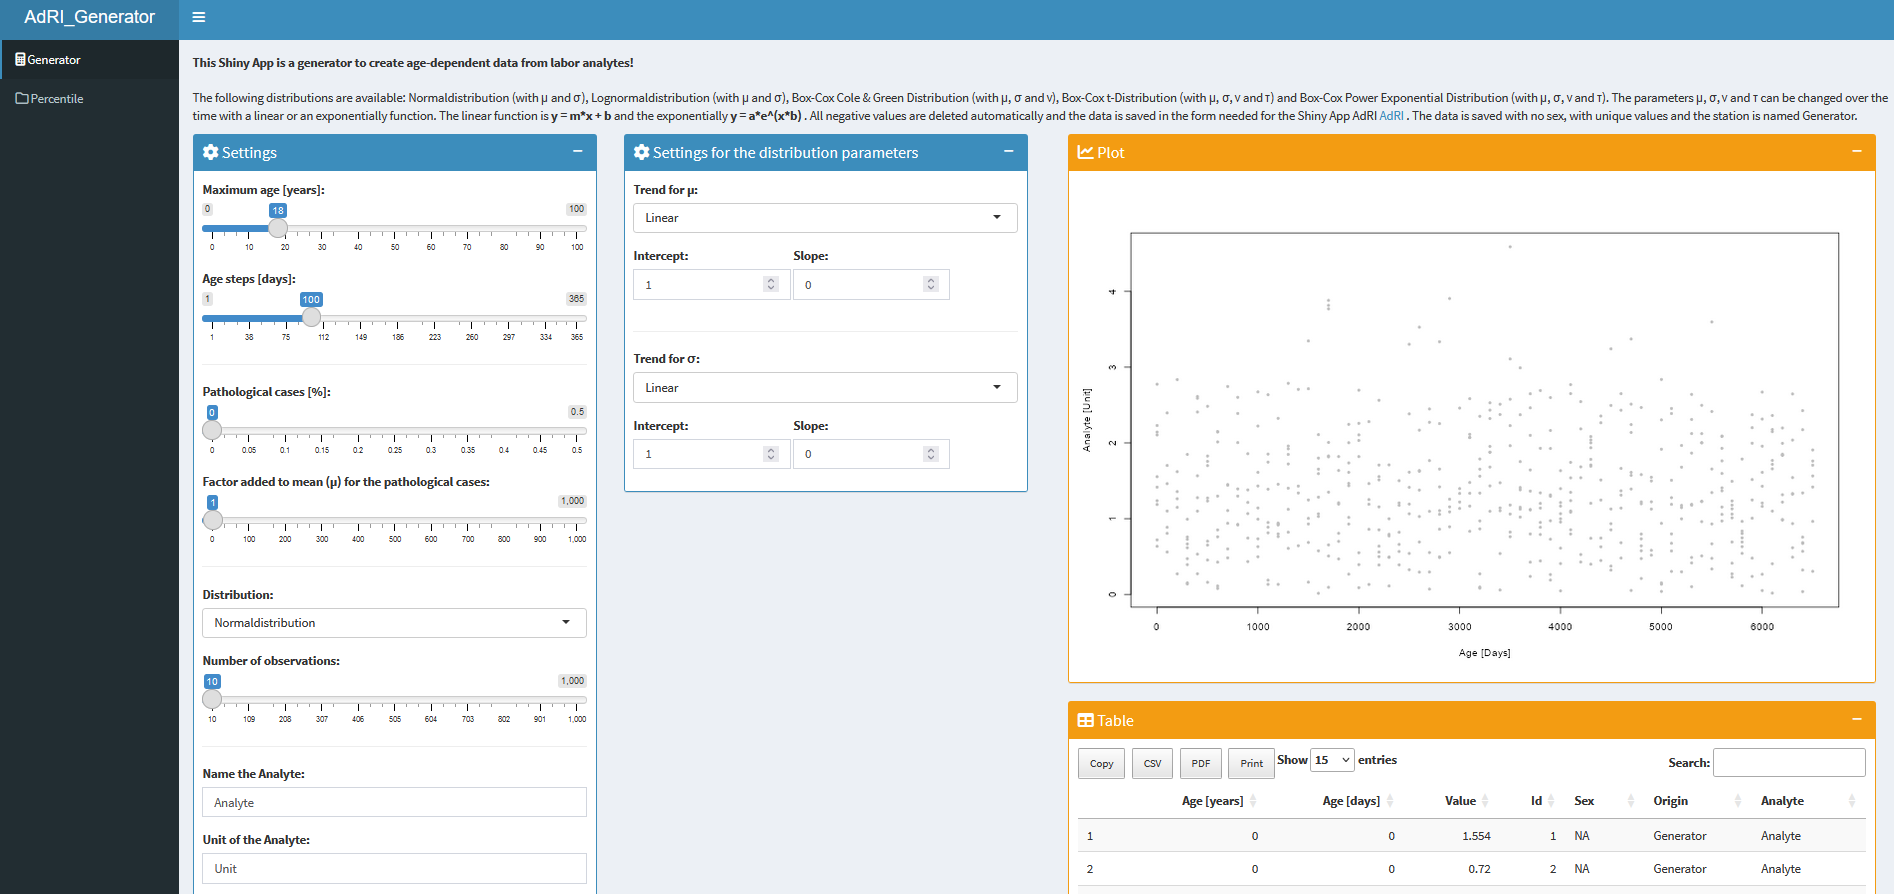 AdRI_Generator
Generator
Percentile
This Shiny App is a generator to create age-dependent data from labor analytes!
The following distributions are available: Normaldistribution (with μ and σ), Lognormaldistribution (with μ and σ), Box-Cox Cole & Green Distribution (with μ, σ and ν), Box-Cox t-Distribution (with μ, σ, ν and τ) and Box-Cox Power Exponential Distribution (with μ, σ, ν and τ). The parameters μ, σ, ν and τ can be changed over the
time with a linear or an exponentially function. The linear function is y = m*x + b and the exponentially y = a*e^(x*b) . All negative values are deleted automatically and the data is saved in the form needed for the Shiny App AdRI AdRI . The data is saved with no sex, with unique values and the station is named Generator.
Settings
Maximum age [years]:
0 18 100
0 10 20 30 40 50 60 70 80 90 100
Age steps [days]:
1 100 365
1 38 75 112 149 186 223 260 297 334 365
Pathological cases [%]:
0 0.5
0 0.05 0.1 0.15 0.2 0.25 0.3 0.35 0.4 0.45 0.5
Factor added to mean (μ) for the pathological cases:
1 1,000
0 100 200 300 400 500 600 700 800 900 1,000
Distribution:
Normaldistribution
Number of observations:
10 1,000
10 109 208 307 406 505 604 703 802 901 1,000
Name the Analyte:
Analyte
Unit of the Analyte:
Unit
Settings for the distribution parameters
Trend for μ:
Linear
Intercept: Slope:
1 0
Trend for σ:
Linear
Intercept: Slope:
1 0
Plot
Analyte [Unit]
4
3
2
1
0
0 1000 2000 3000 4000 5000 6000
Age [Days]
Table
Copy CSV PDF Print Show 15 entries Search:
Age [years] Age [days] Value Id Sex Origin Analyte
1 0 0 1.554 1 NA Generator Analyte
2 0 0 0.72 2 NA Generator Analyte